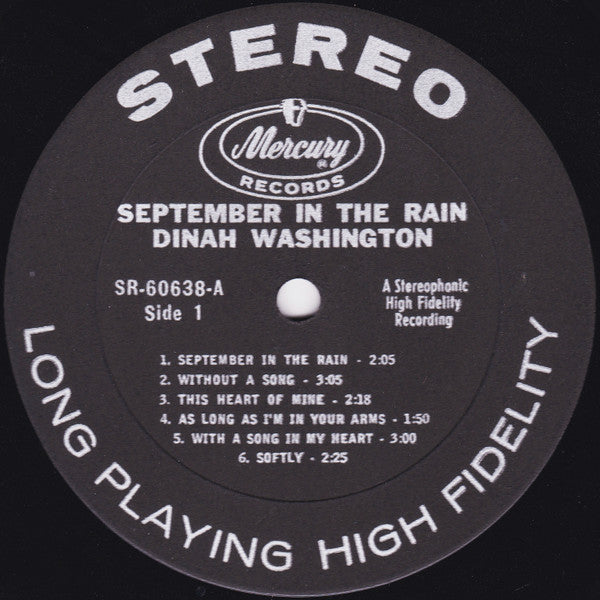 STEREO
Mercury®
RECORDS
SEPTEMBER IN THE RAIN
DINAH WASHINGTON
SR-60638-A
Side 1
A Stereophonic
High Fidelity
Recording
1. SEPTEMBER IN THE RAIN - 2:05
2. WITHOUT A SONG - 3:05
3. THIS HEART OF MINE - 2:18
4. AS LONG AS I'M IN YOUR ARMS - 1:50
5. WITH A SONG IN MY HEART - 3:00
6. SOFTLY - 2:25
LONG PLAYING HIGH FIDELITY